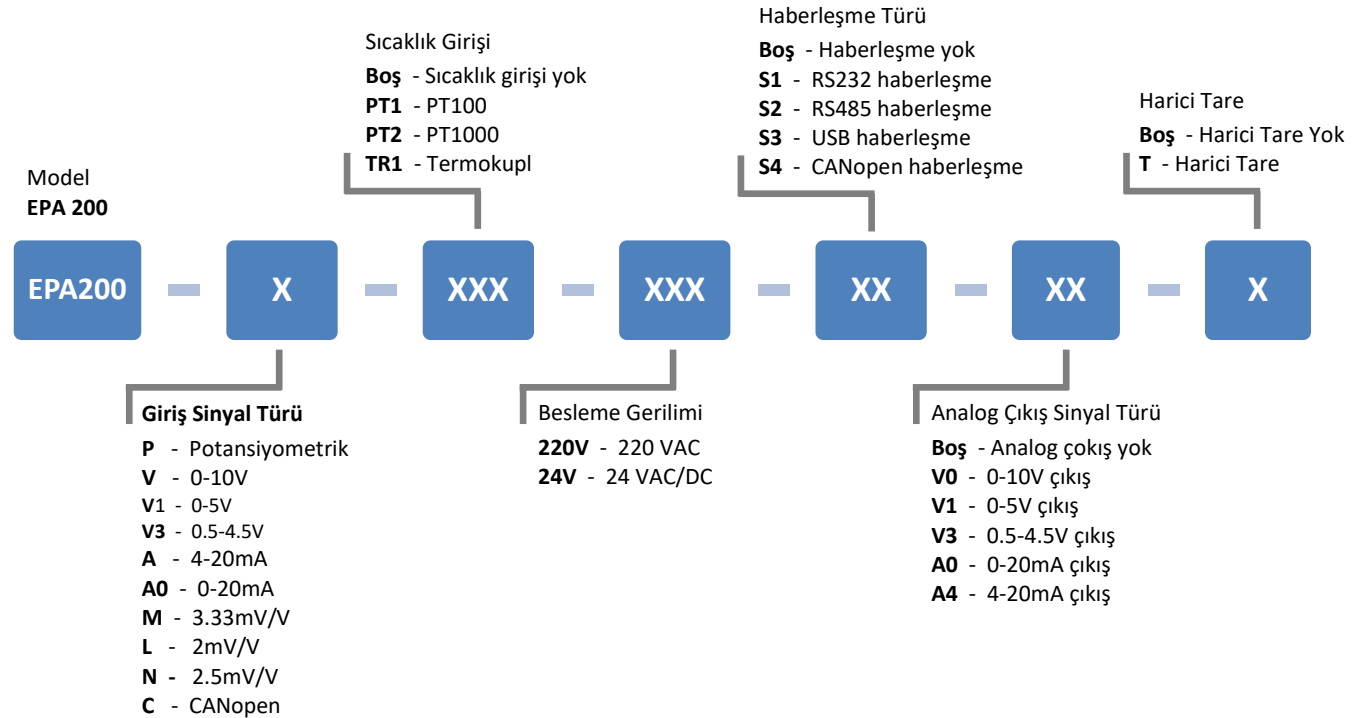 Model
EPA 200
Sıcaklık Girişi
Boş - Sıcaklık girişi yok
PT1 - PT100
PT2 - PT1000
TR1 - Termokupl
Haberleşme Türü
Boş - Haberleşme yok
S1 - RS232 haberleşme
S2 - RS485 haberleşme
S3 - USB haberleşme
S4 - CANopen haberleşme
Harici Tare
Boş - Harici Tare Yok
T - Harici Tare
EPA200 - X - XXX - XXX - XX - XX - X
Giriş Sinyal Türü
P - Potansiyometrik
V - 0-10V
V1 - 0-5V
V3 - 0.5-4.5V
A - 4-20mA
A0 - 0-20mA
M - 3.33mV/V
L - 2mV/V
N - 2.5mV/V
C - CANopen
Besleme Gerilimi
220V - 220 VAC
24V - 24 VAC/DC
Analog Çıkış Sinyal Türü
Boş - Analog çokış yok
V0 - 0-10V çıkış
V1 - 0-5V çıkış
V3 - 0.5-4.5V çıkış
A0 - 0-20mA çıkış
A4 - 4-20mA çıkış